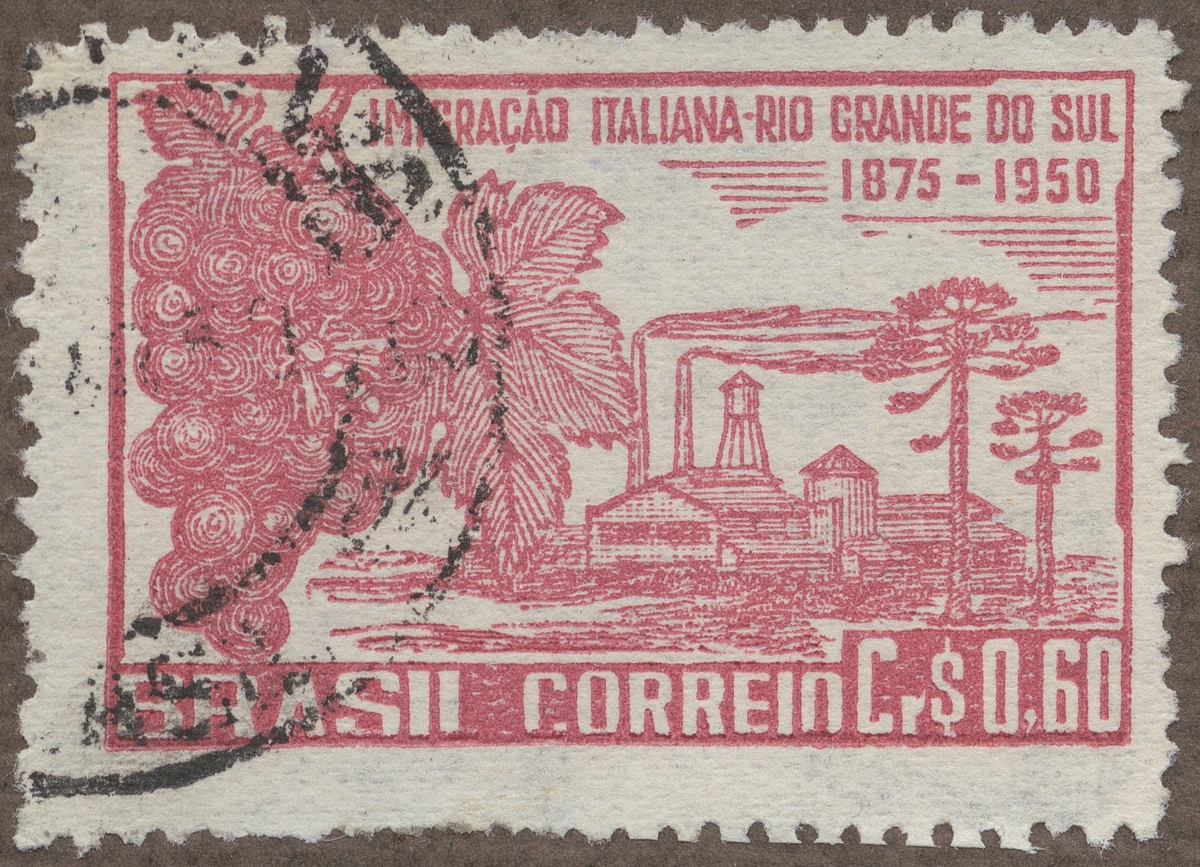 IMIGRAÇÃO ITALIANA-RIO GRANDE DO SUL
1875-1950
BRASIL CORREIO Cr$ 0,60